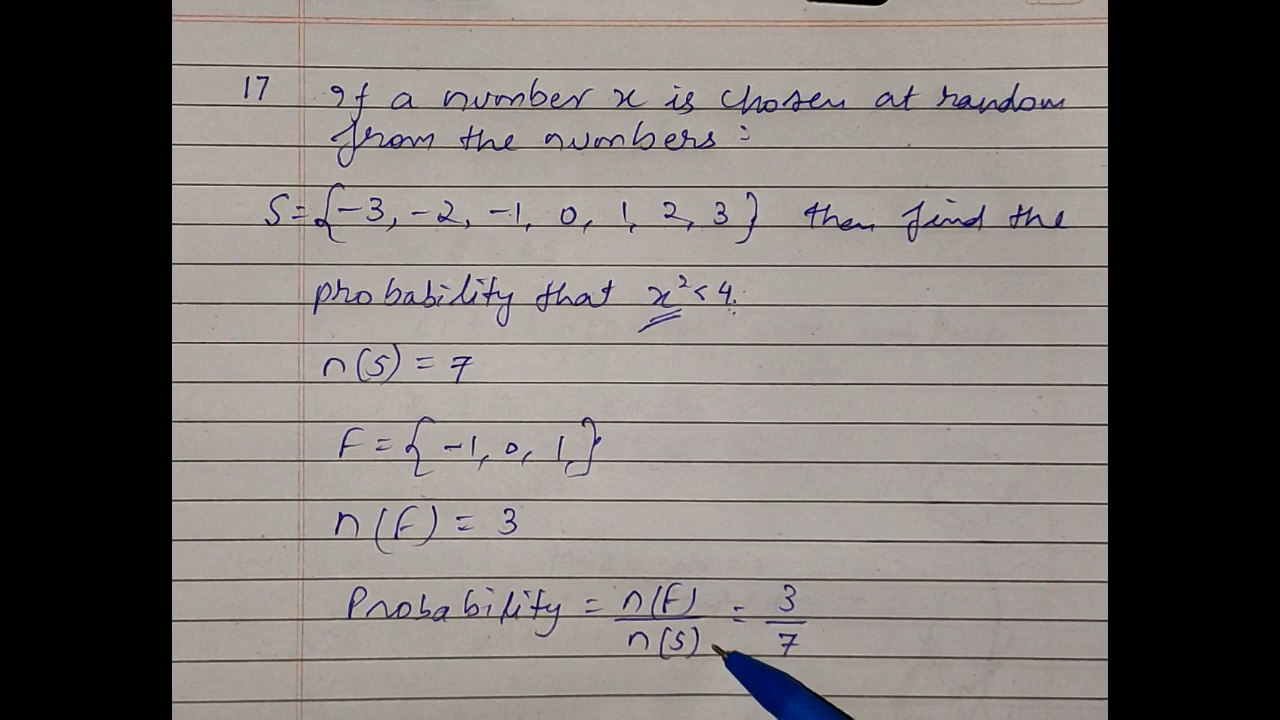 17 If a number x is chosen at random
from the numbers:
S = {-3, -2, -1, 0, 1, 2, 3} then find the
probability that x² < 4.
n(S) = 7
F = { -1, 0, 1, }
n(F) = 3
Probability = n(F)/n(S) = 3/7